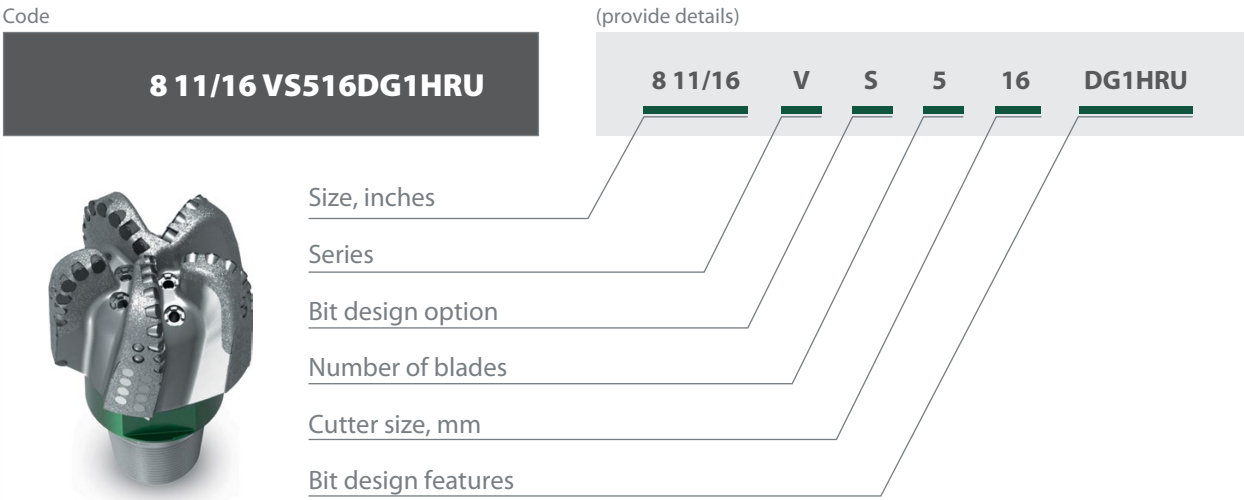 Code
(provide details)
8 11/16 VS516DG1HRU
8 11/16 V S 5 16 DG1HRU
Size, inches
Series
Bit design option
Number of blades
Cutter size, mm
Bit design features